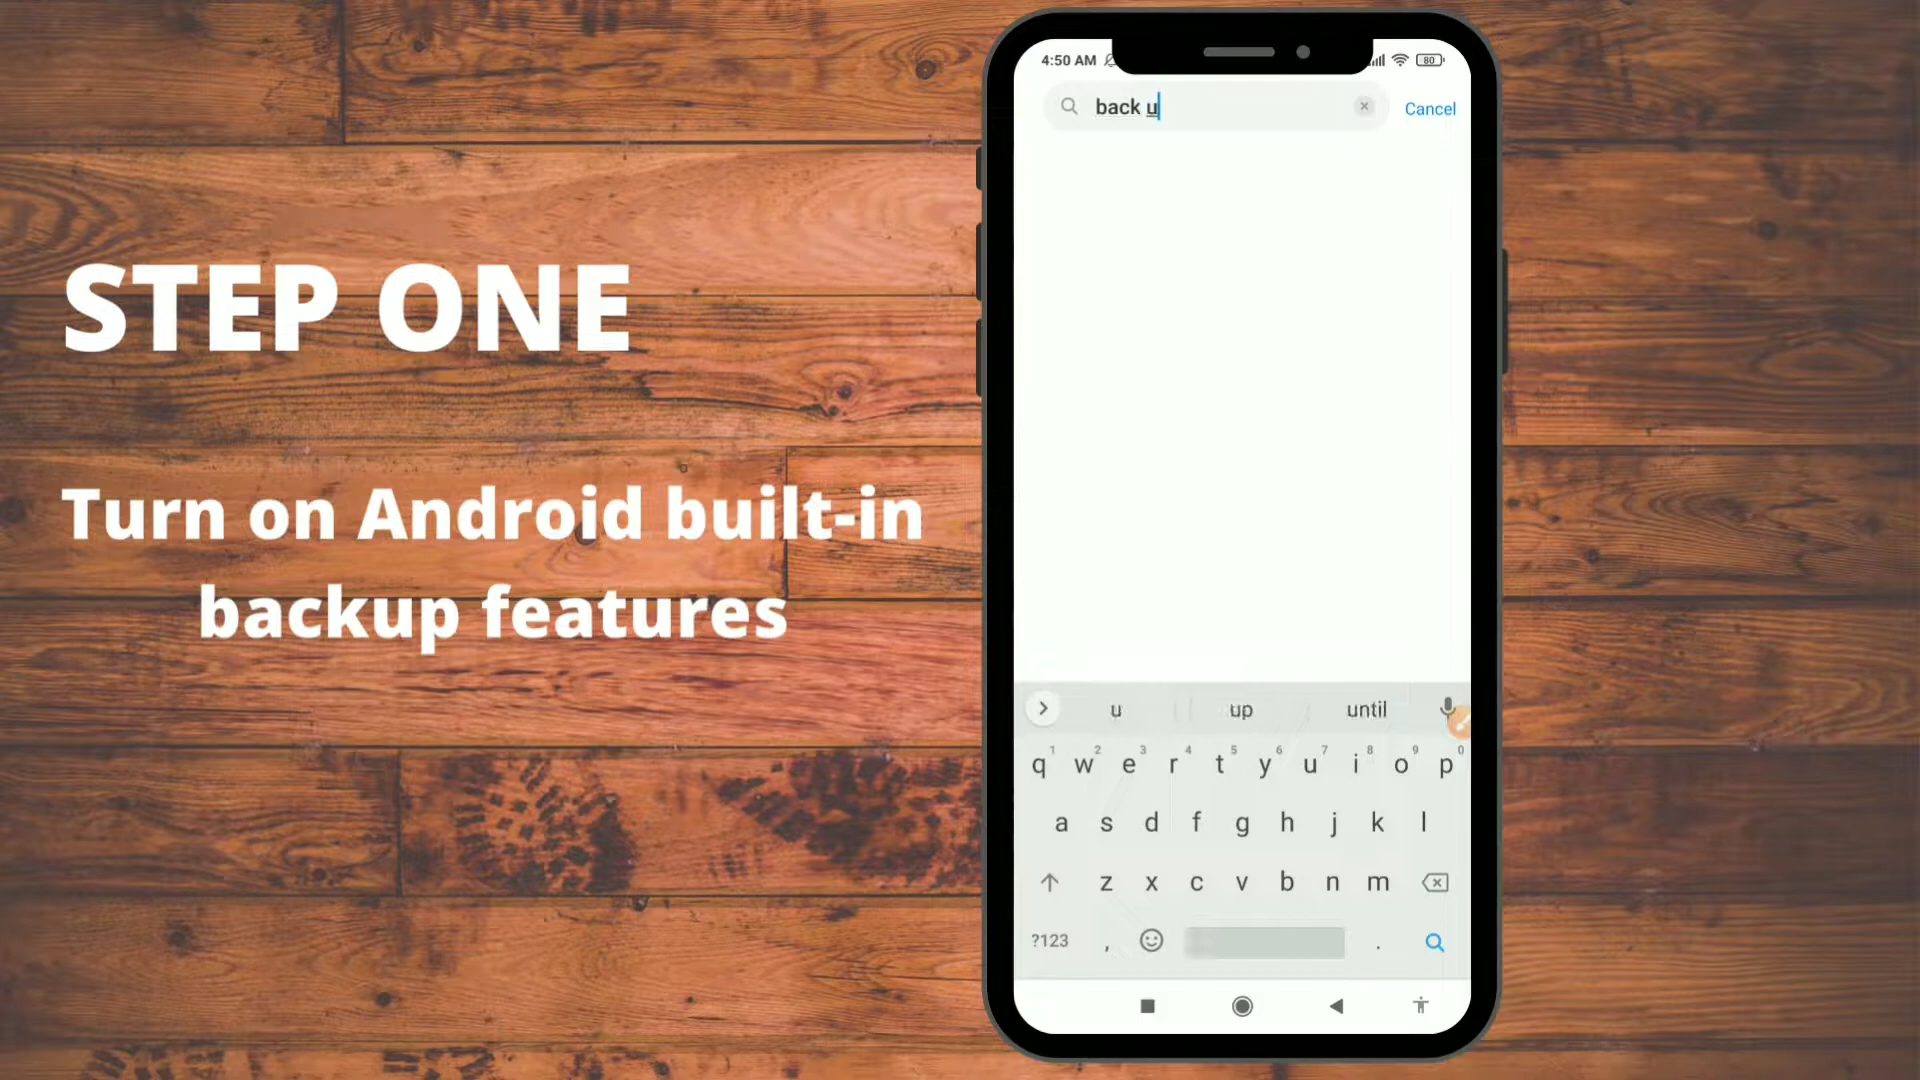 STEP ONE
Turn on Android built-in
backup features
4:50 AM
80
back u
Cancel
u up until
1 2 3 4 5 6 7 8 9 0
q w e r t y u i o p
a s d f g h j k l
z x c v b n m
?123 , .